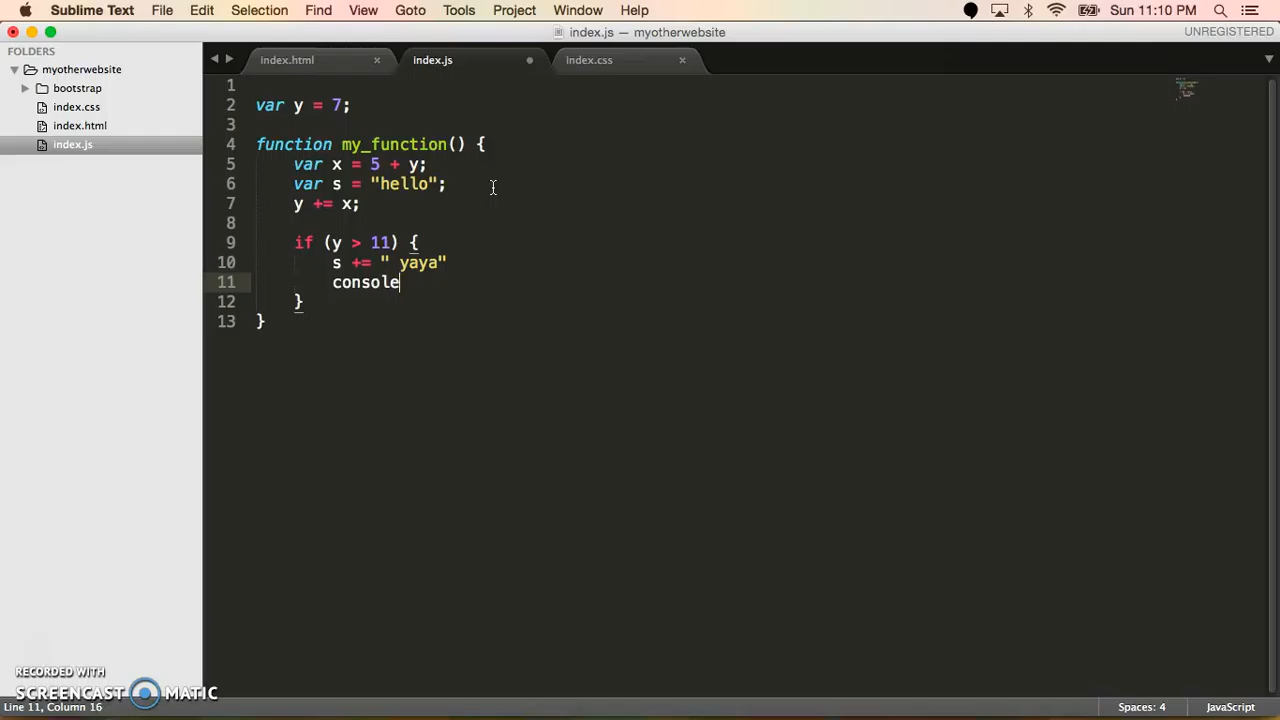 Sublime Text File Edit Selection Find View Goto Tools Project Window Help Sun 11:10 PM
index.js — myotherwebsite UNREGISTERED
FOLDERS
myotherwebsite
bootstrap
index.css
index.html
index.js
index.html × index.js index.css ×
1
2 var y = 7;
3
4 function my_function() {
5 var x = 5 + y;
6 var s = "hello";
7 y += x;
8
9 if (y > 11) {
10 s += " yaya"
11 console
12 }
13 }
RECORDED WITH
SCREENCAST MATIC
Line 11, Column 16 Spaces: 4 JavaScript